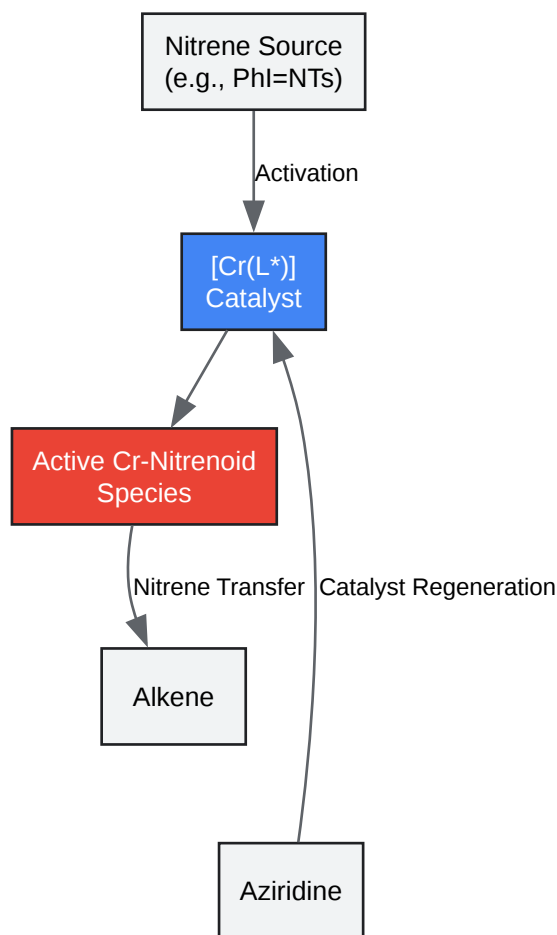 Nitrene Source
(e.g., PhI=NTs)
Activation
[Cr(L*)]
Catalyst
Active Cr-Nitrenoid
Species
Nitrene Transfer
Catalyst Regeneration
Alkene
Aziridine